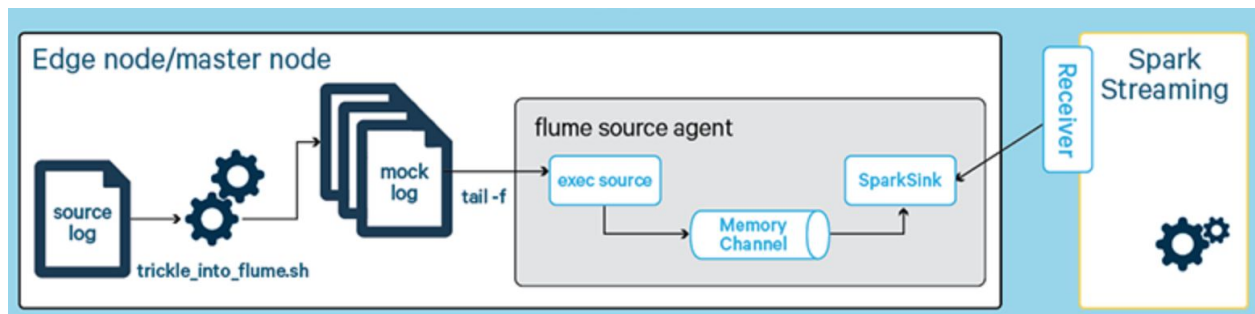 Edge node/master node
source
log
trickle_into_flume.sh
mock
log
tail -f
flume source agent
exec source
Memory
Channel
SparkSink
Receiver
Spark
Streaming